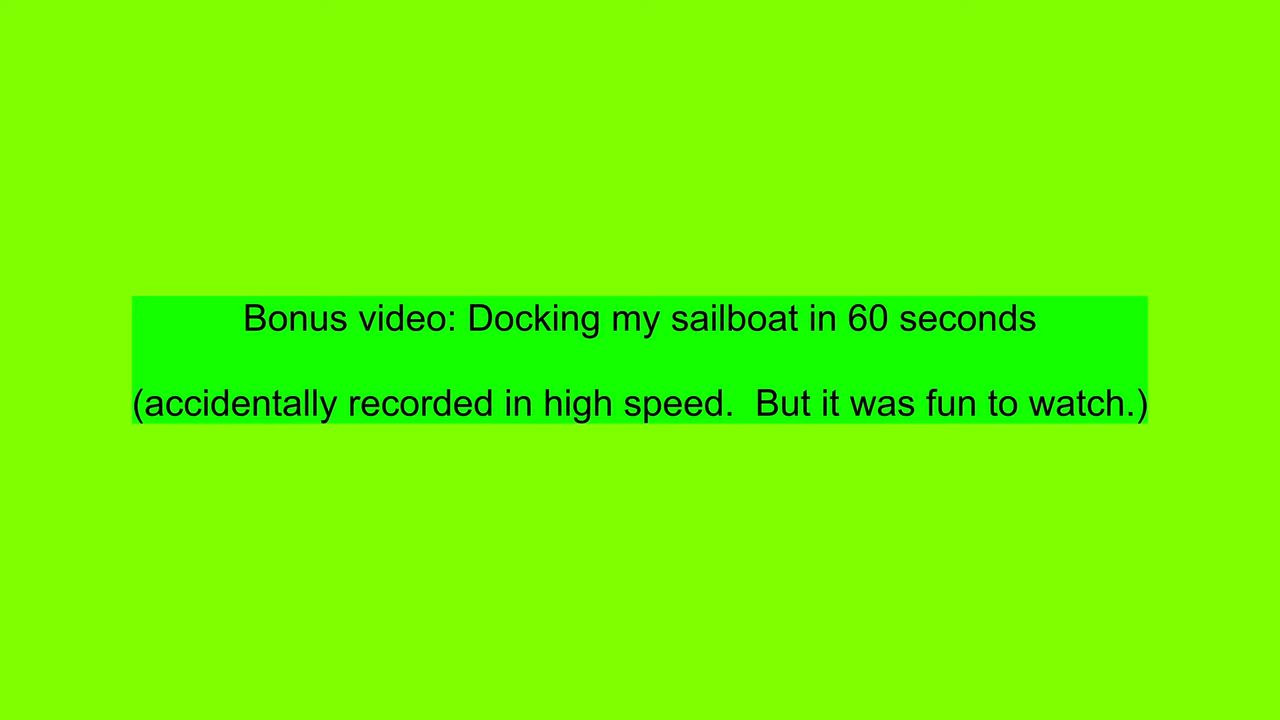 Bonus video: Docking my sailboat in 60 seconds
(accidentally recorded in high speed.  But it was fun to watch.)